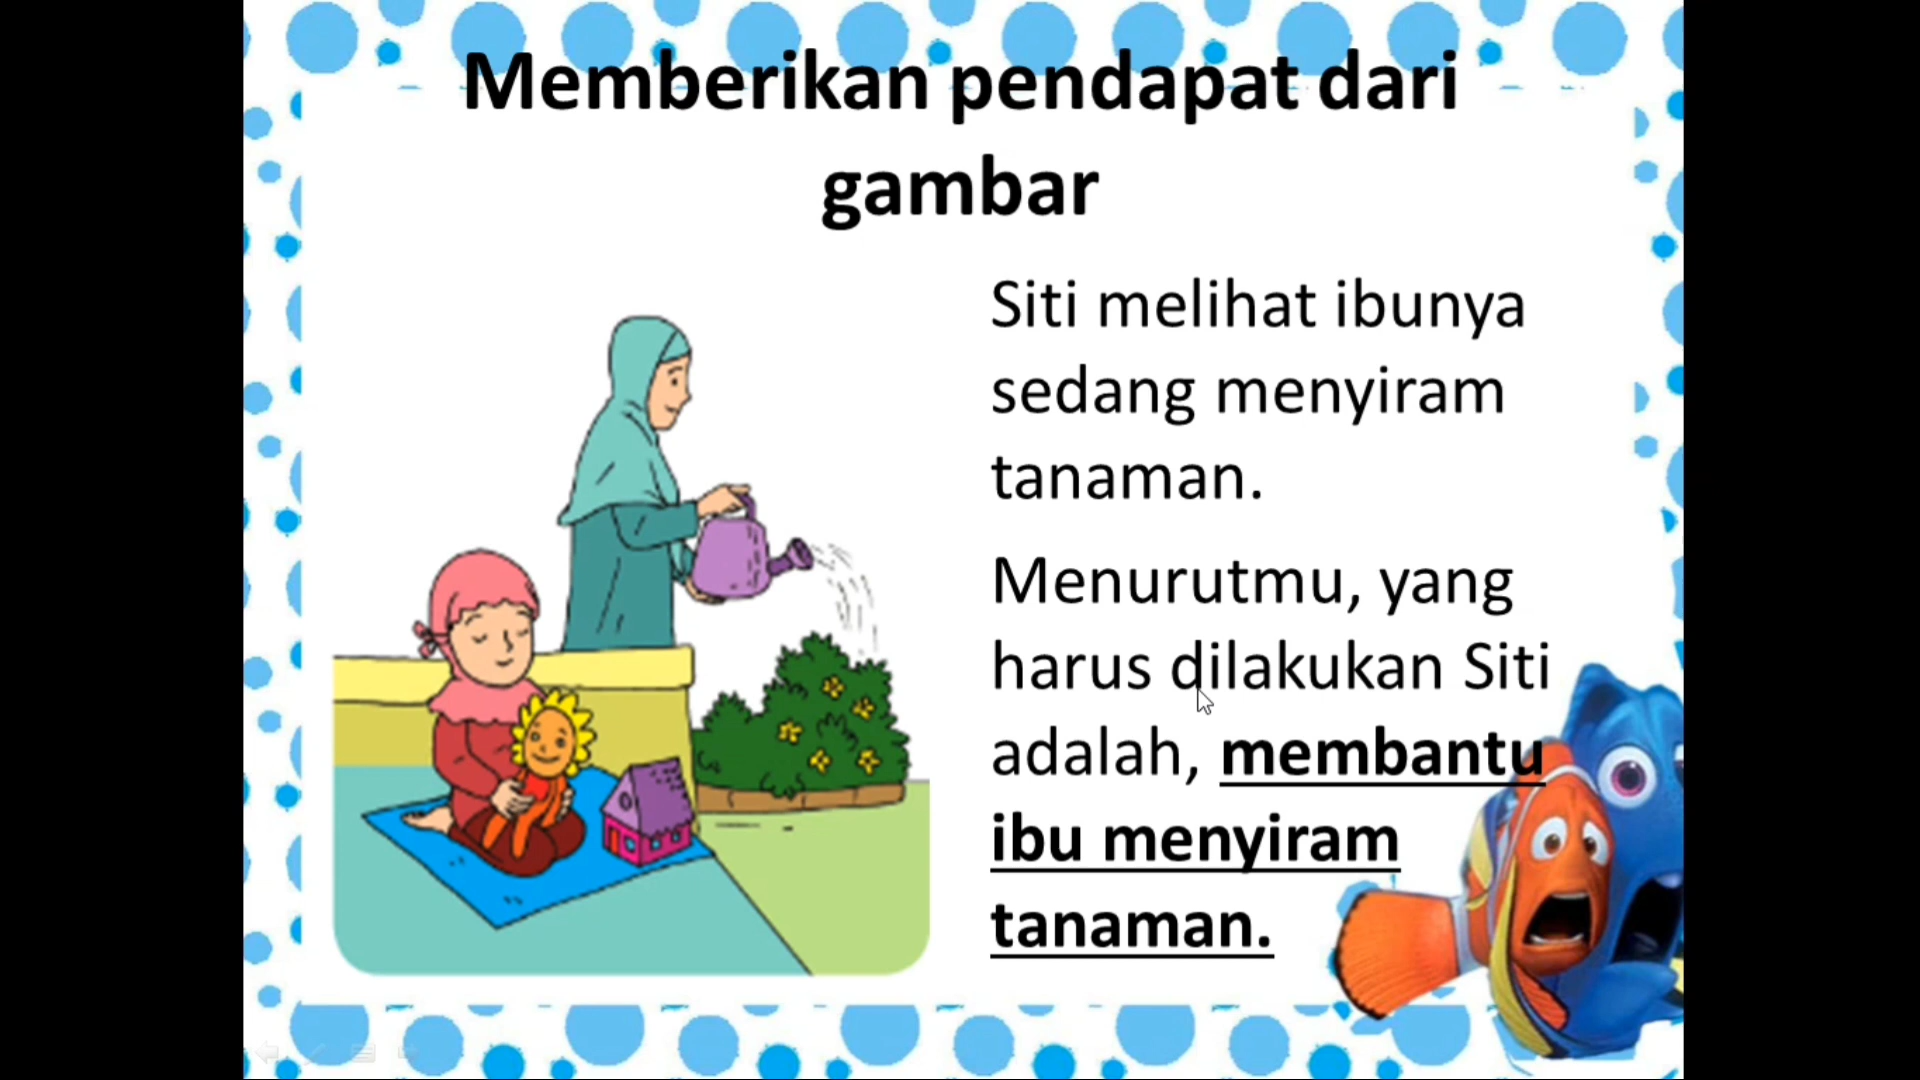 Memberikan pendapat dari
gambar
Siti melihat ibunya
sedang menyiram
tanaman.
Menurutmu, yang
harus dilakukan Siti
adalah, membantu
ibu menyiram
tanaman.